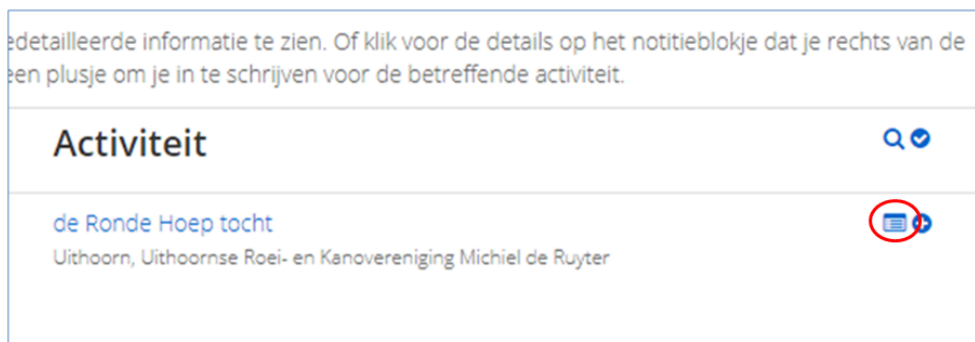 edetailleerde informatie te zien. Of klik voor de details op het notitieblokje dat je rechts van de
een plusje om je in te schrijven voor de betreffende activiteit.
Activiteit
de Ronde Hoep tocht
Uithoorn, Uithoornse Roei- en Kanovereniging Michiel de Ruyter